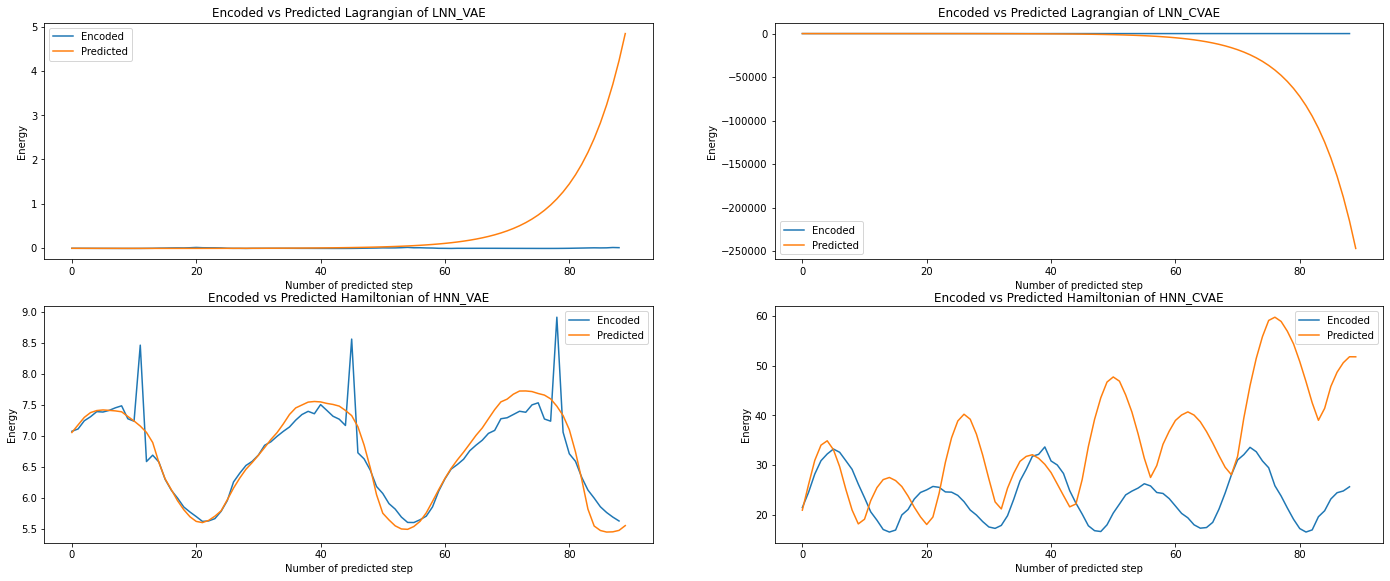 Encoded vs Predicted Lagrangian of LNN_VAE
Energy
5
4
3
2
1
0
Encoded
Predicted
0 20 40 60 80
Number of predicted step
Encoded vs Predicted Lagrangian of LNN_CVAE
Energy
0
−50000
−100000
−150000
−200000
−250000
Encoded
Predicted
0 20 40 60 80
Number of predicted step
Encoded vs Predicted Hamiltonian of HNN_VAE
Energy
9.0
8.5
8.0
7.5
7.0
6.5
6.0
5.5
Encoded
Predicted
0 20 40 60 80
Number of predicted step
Encoded vs Predicted Hamiltonian of HNN_CVAE
Energy
60
50
40
30
20
Encoded
Predicted
0 20 40 60 80
Number of predicted step